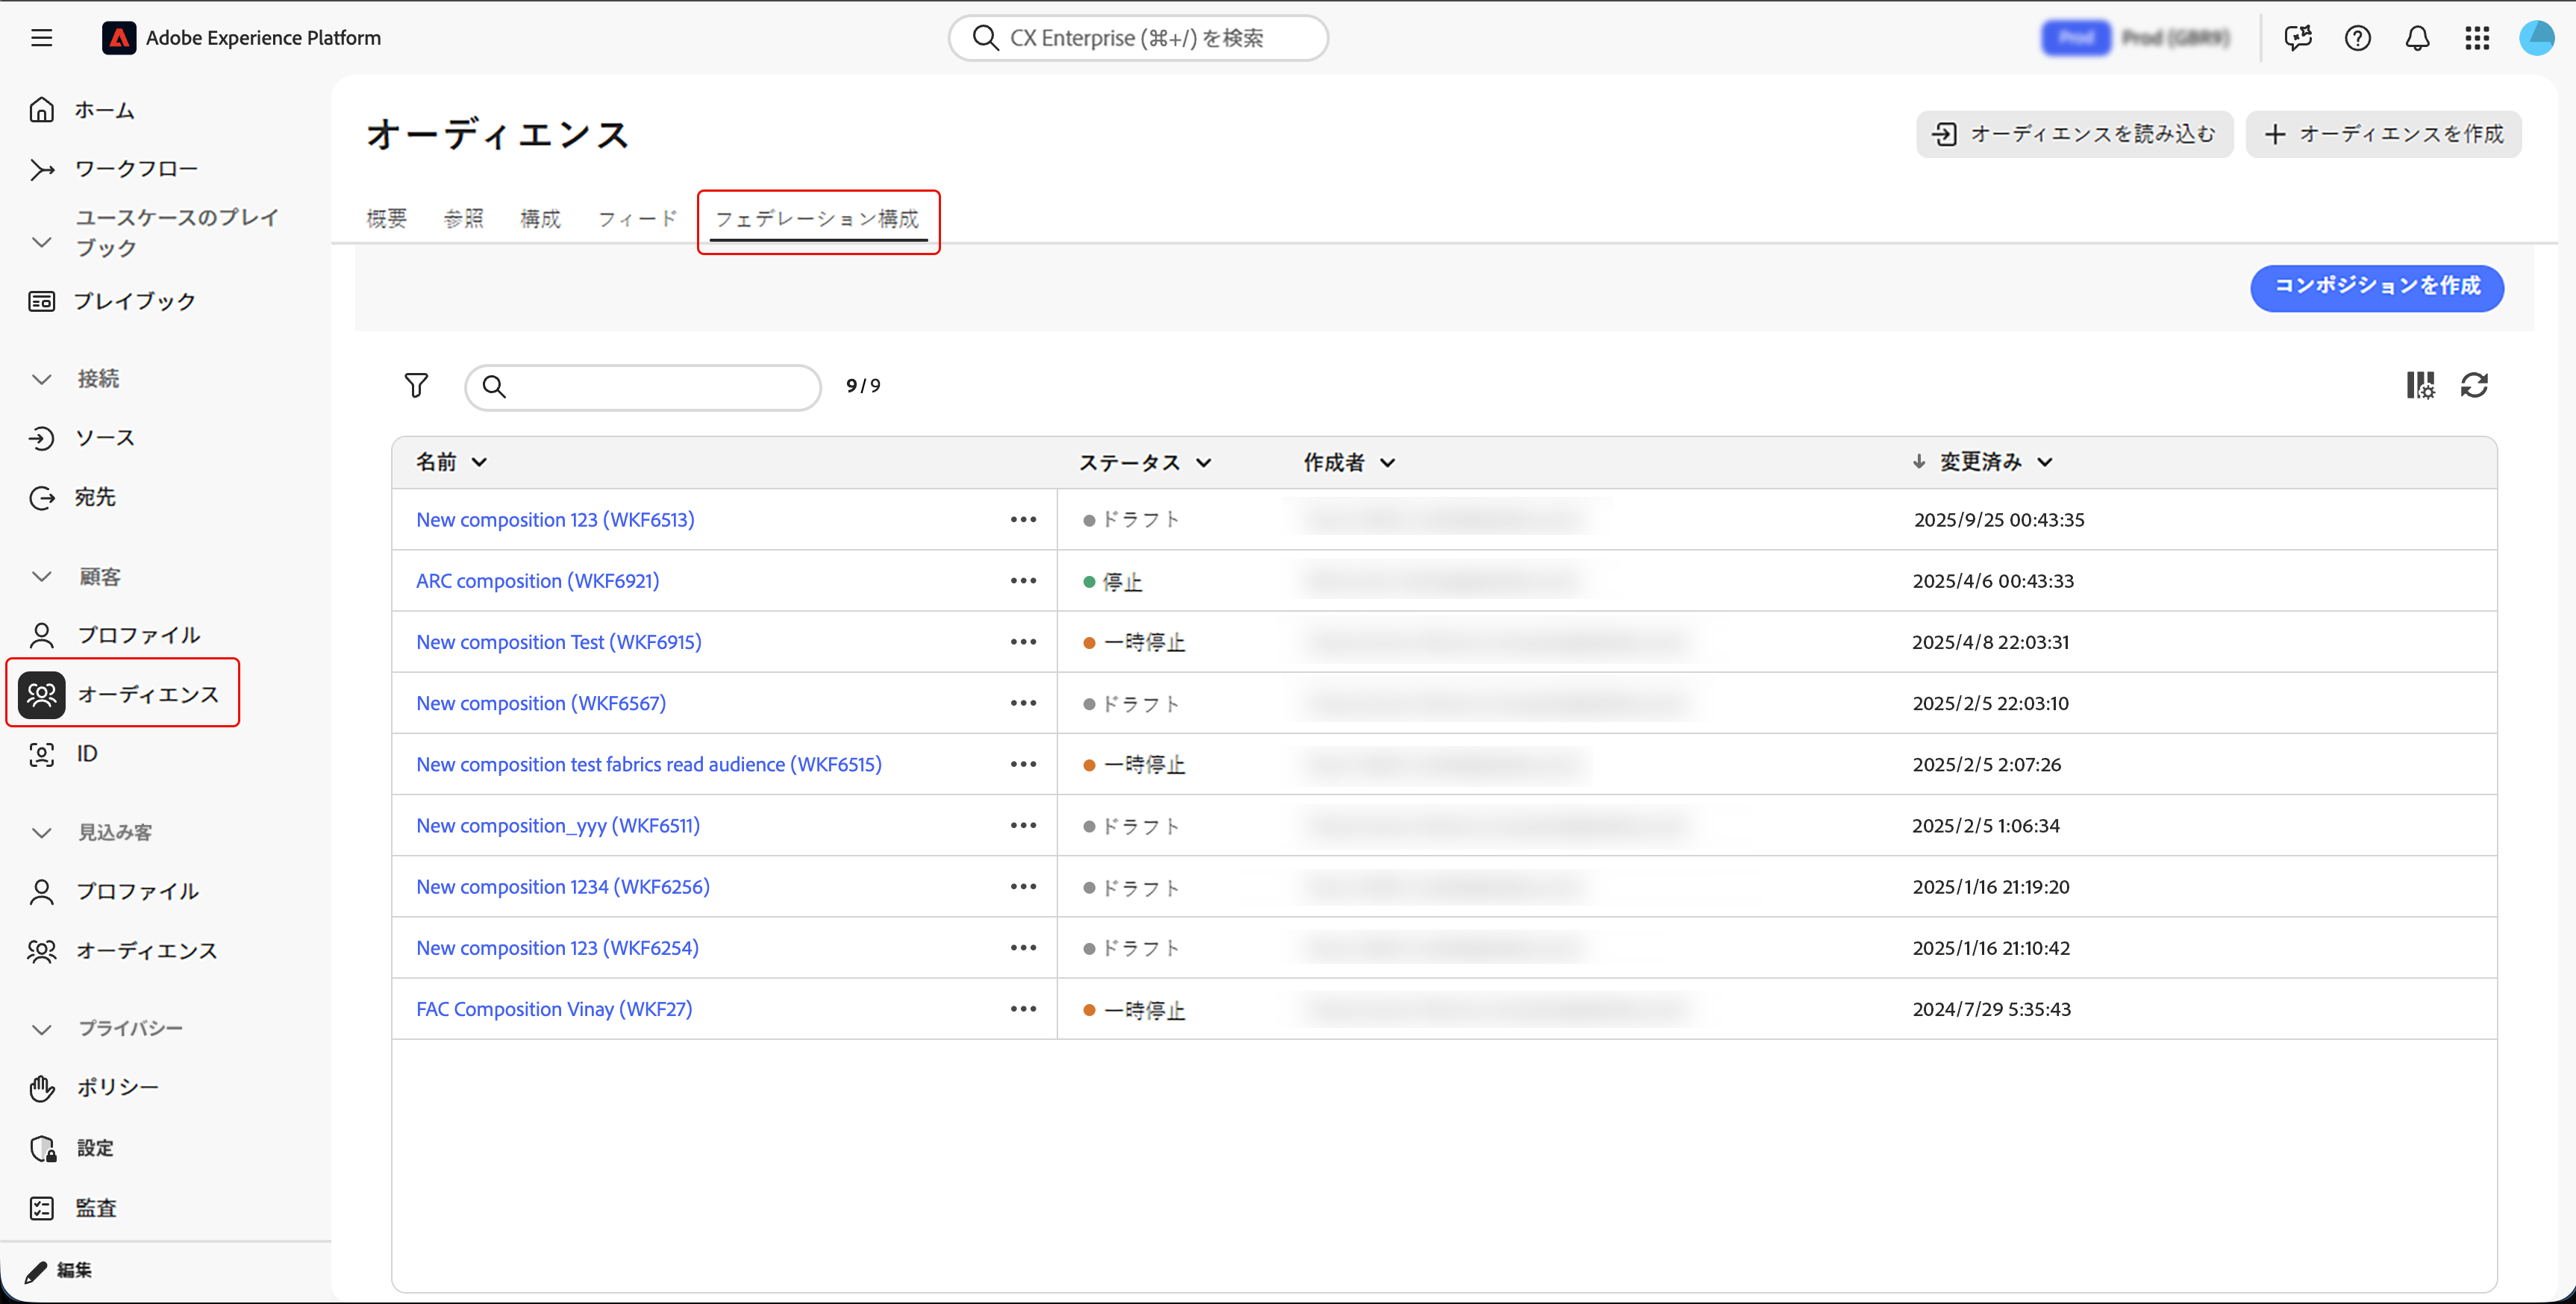 Adobe Experience Platform
CX Enterprise (⌘+/) を検索
Prod Prod (GBR9)
ホーム
ワークフロー
ユースケースのプレイ
ブック
プレイブック
接続
ソース
宛先
顧客
プロファイル
オーディエンス
ID
見込み客
プロファイル
オーディエンス
プライバシー
ポリシー
設定
監査
編集
オーディエンス
オーディエンスを読み込む
オーディエンスを作成
概要 参照 構成 フィード フェデレーション構成
コンポジションを作成
9 / 9
名前 ステータス 作成者 変更済み
New composition 123 (WKF6513) ドラフト 2025/9/25 00:43:35
ARC composition (WKF6921) 停止 2025/4/6 00:43:33
New composition Test (WKF6915) 一時停止 2025/4/8 22:03:31
New composition (WKF6567) ドラフト 2025/2/5 22:03:10
New composition test fabrics read audience (WKF6515) 一時停止 2025/2/5 2:07:26
New composition_yyy (WKF6511) ドラフト 2025/2/5 1:06:34
New composition 1234 (WKF6256) ドラフト 2025/1/16 21:19:20
New composition 123 (WKF6254) ドラフト 2025/1/16 21:10:42
FAC Composition Vinay (WKF27) 一時停止 2024/7/29 5:35:43